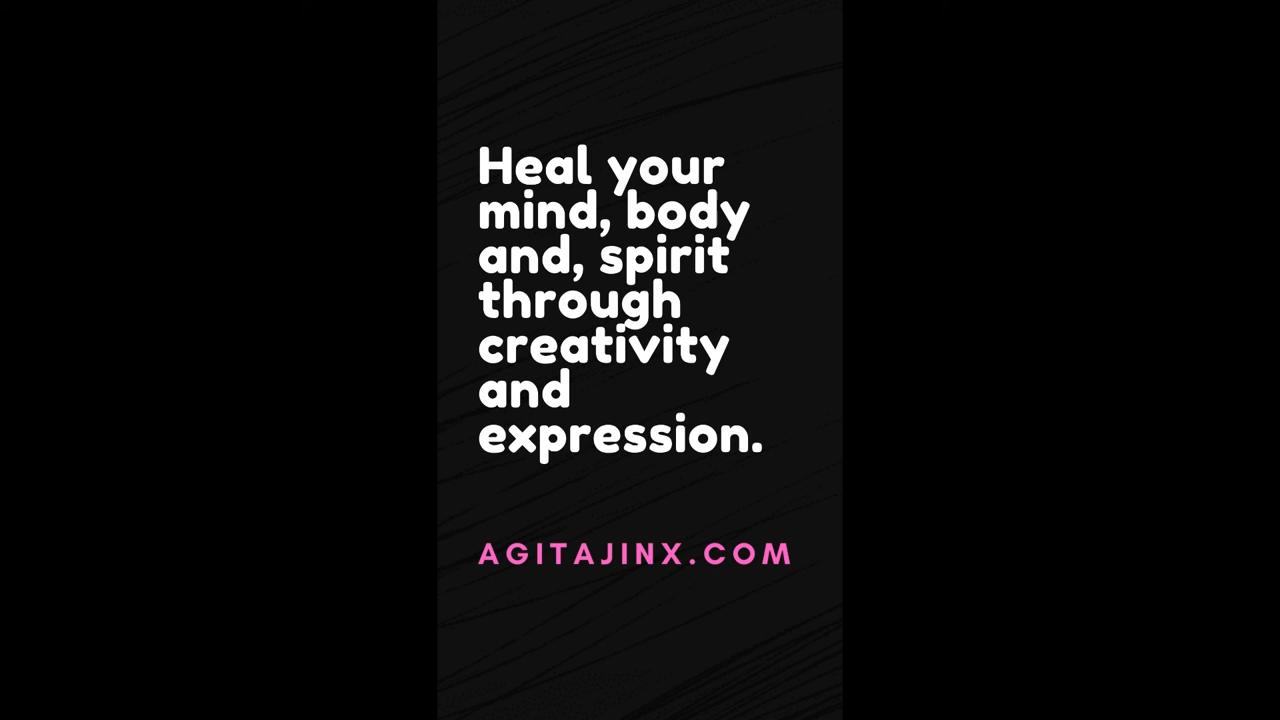 Heal your
mind, body
and, spirit
through
creativity
and
expression.
AGITAJINX.COM